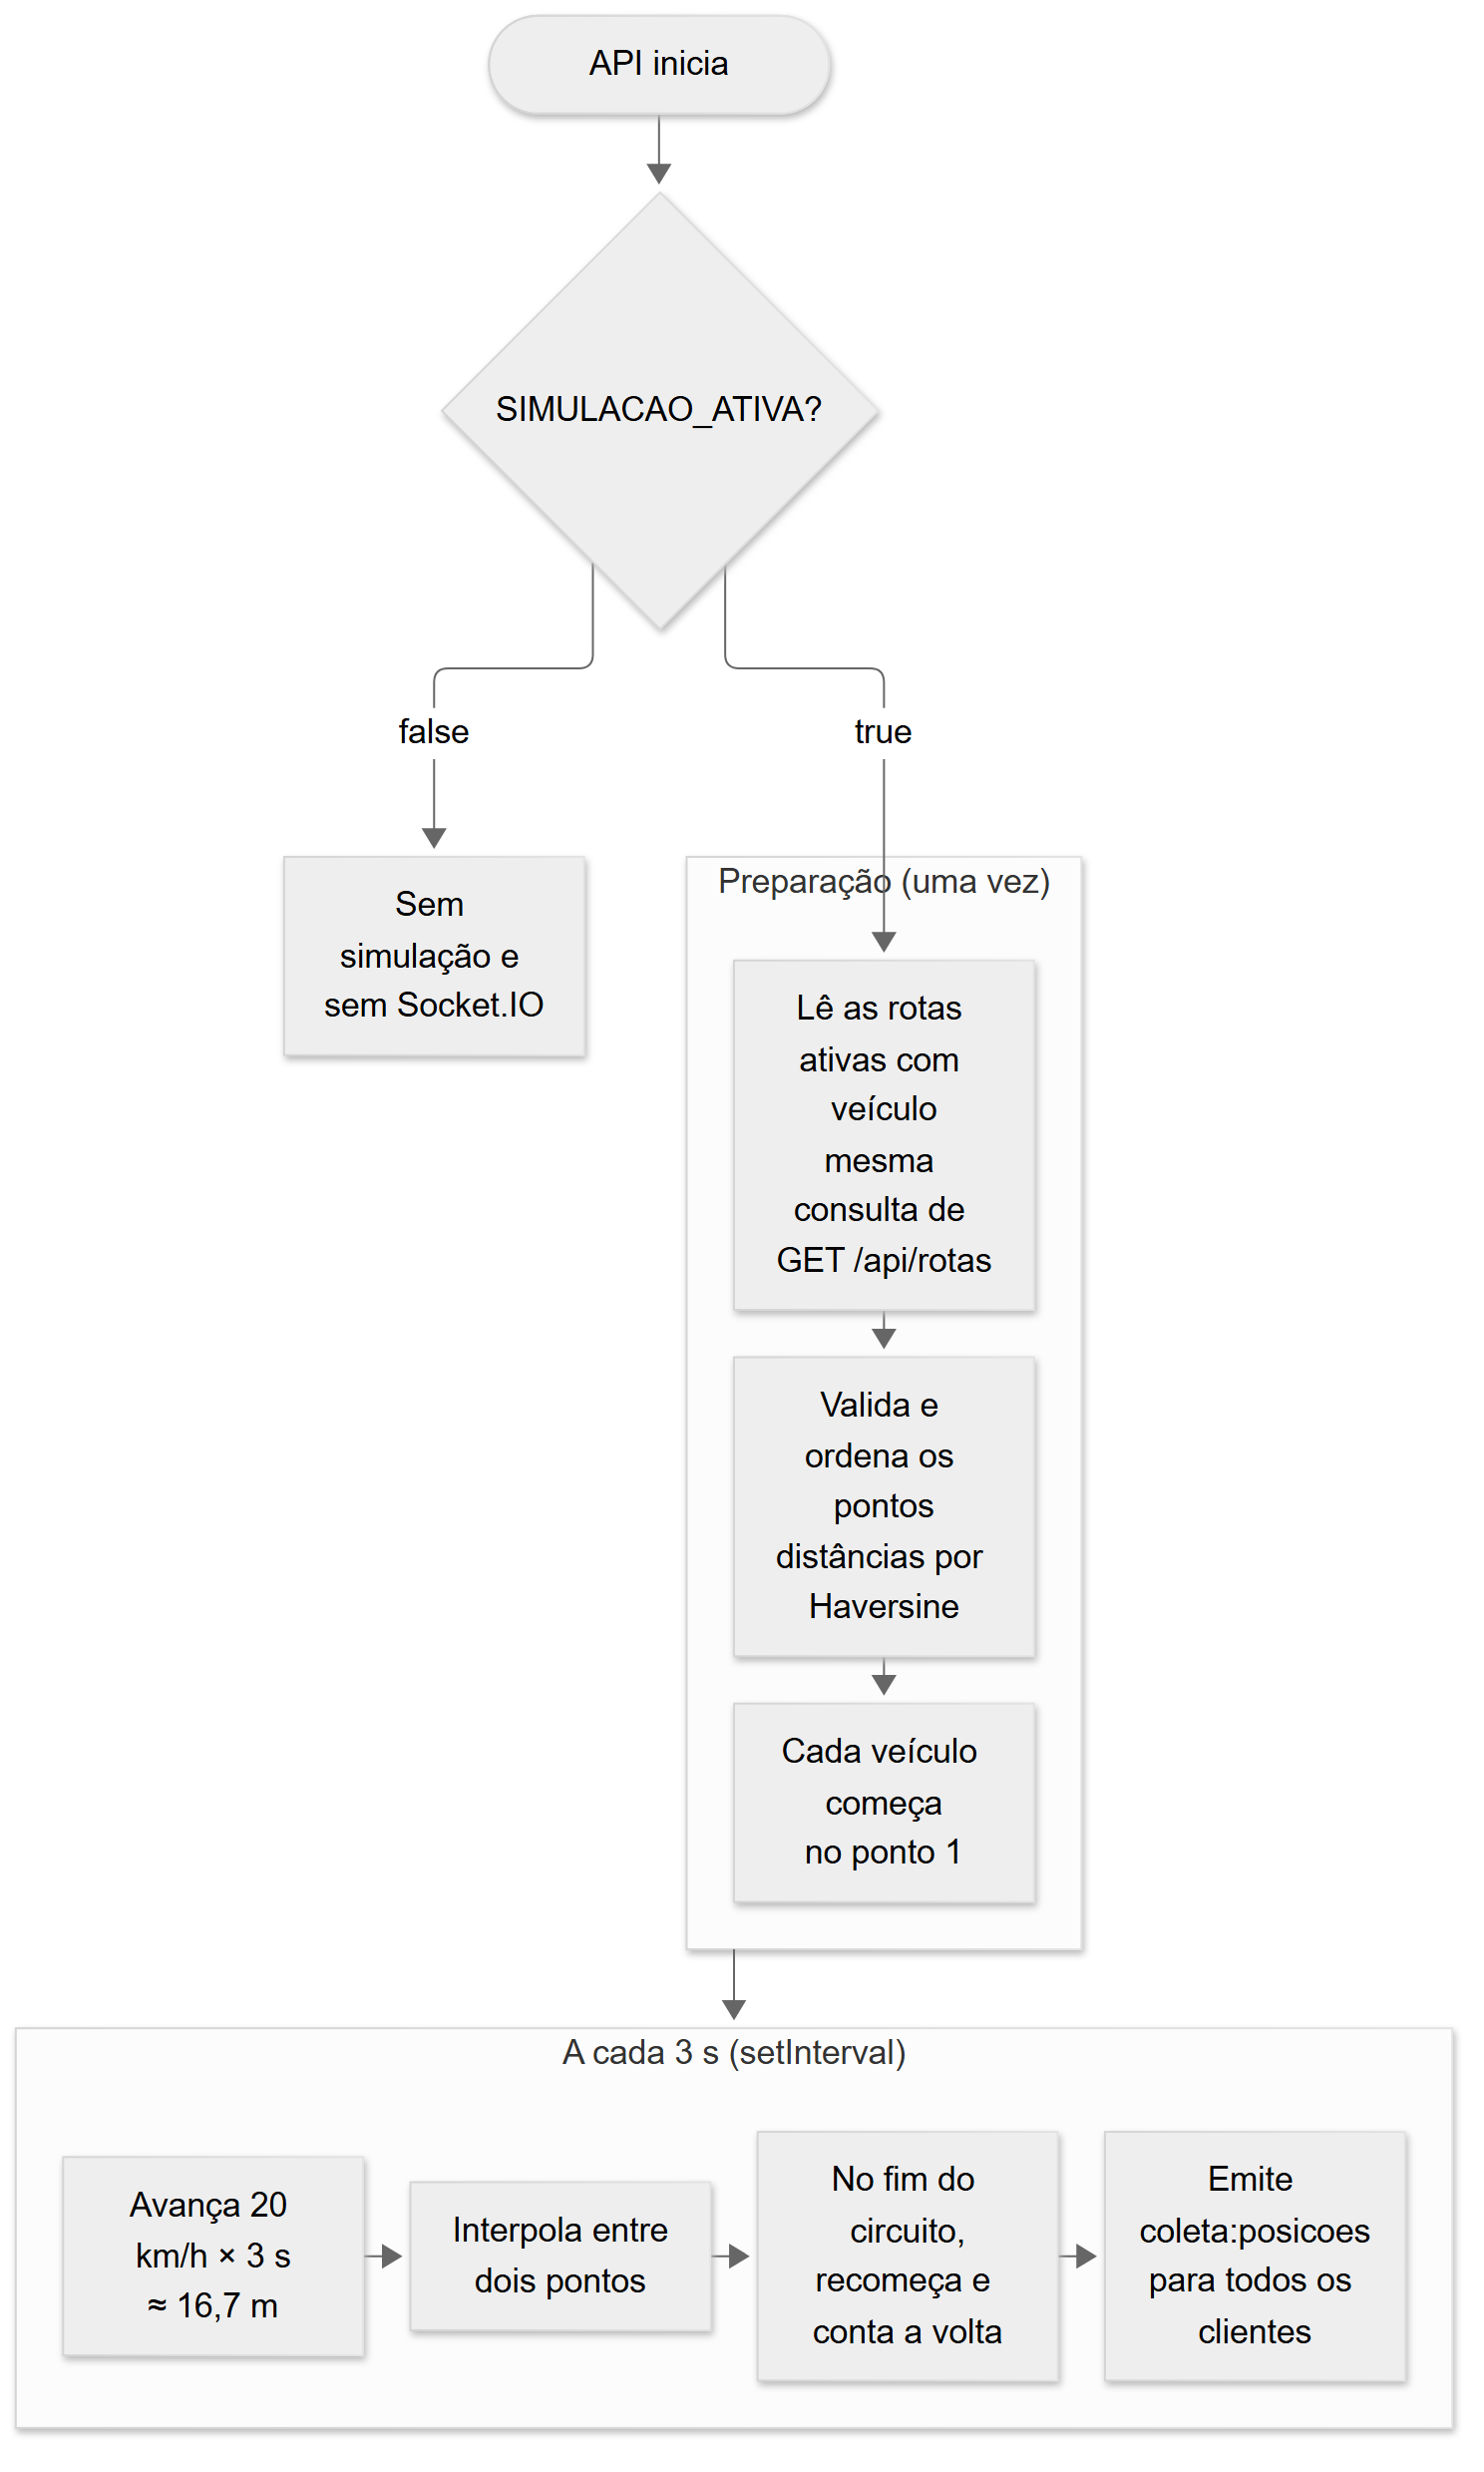 API inicia
SIMULACAO_ATIVA?
false
true
Sem
simulação e
sem Socket.IO
Preparação (uma vez)
Lê as rotas
ativas com
veículo
mesma
consulta de
GET /api/rotas
Valida e
ordena os
pontos
distâncias por
Haversine
Cada veículo
começa
no ponto 1
A cada 3 s (setInterval)
Avança 20
km/h × 3 s
≈ 16,7 m
Interpola entre
dois pontos
No fim do
circuito,
recomeça e
conta a volta
Emite
coleta:posicoes
para todos os
clientes